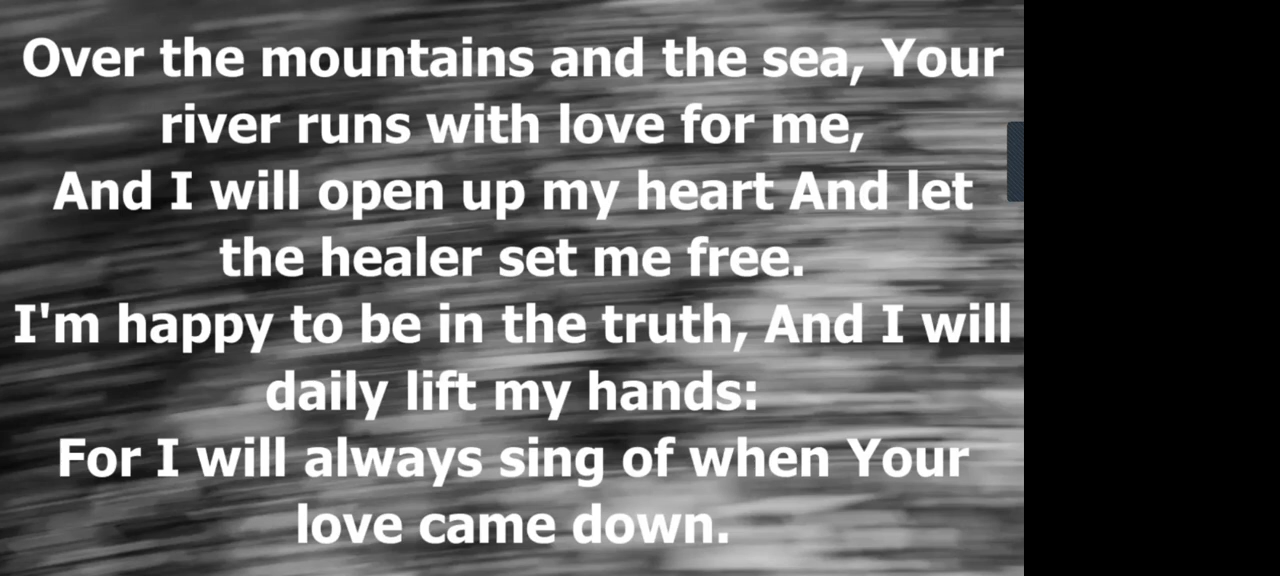 Over the mountains and the sea, Your
river runs with love for me,
And I will open up my heart And let
the healer set me free.
I'm happy to be in the truth, And I will
daily lift my hands:
For I will always sing of when Your
love came down.